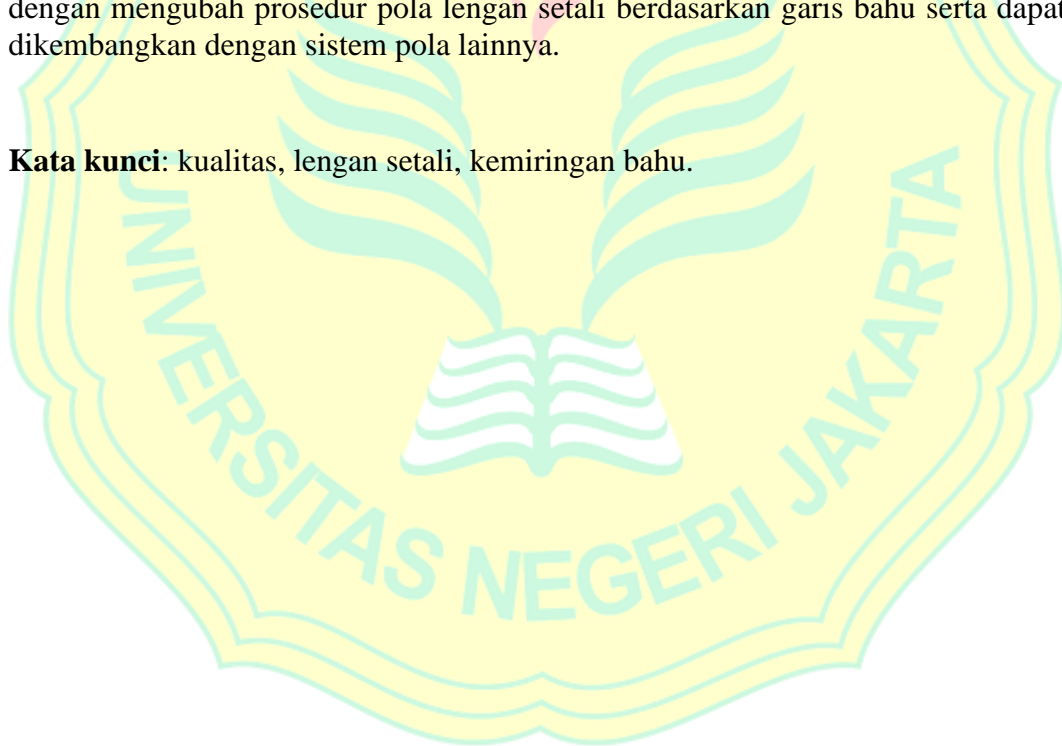 dengan mengubah prosedur pola lengan setali berdasarkan garis bahu serta dapat
dikembangkan dengan sistem pola lainnya.
Kata kunci: kualitas, lengan setali, kemiringan bahu.
UNIVERSITAS NEGERI JAKARTA